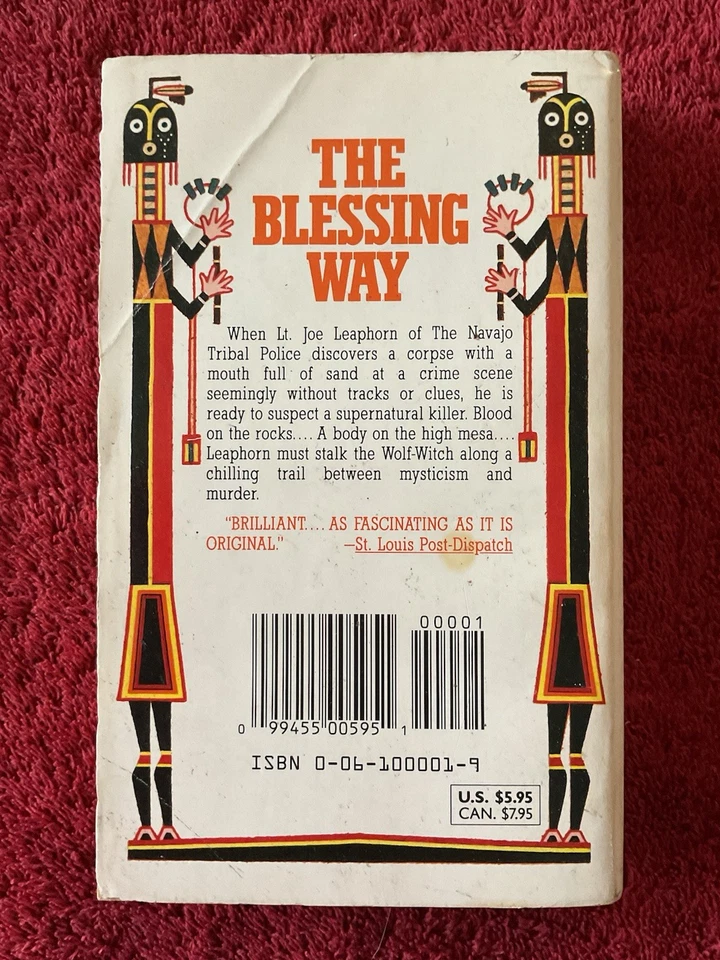 THE
BLESSING
WAY
When Lt. Joe Leaphorn of The Navajo
Tribal Police discovers a corpse with a
mouth full of sand at a crime scene
seemingly without tracks or clues, he is
ready to suspect a supernatural killer. Blood
on the rocks.... A body on the high mesa....
Leaphorn must stalk the Wolf-Witch along a
chilling trail between mysticism and
murder.
"BRILLIANT.... AS FASCINATING AS IT IS
ORIGINAL." —St. Louis Post-Dispatch
00001
0 99455 00595 1
ISBN 0-06-100001-9
U.S. $5.95
CAN. $7.95